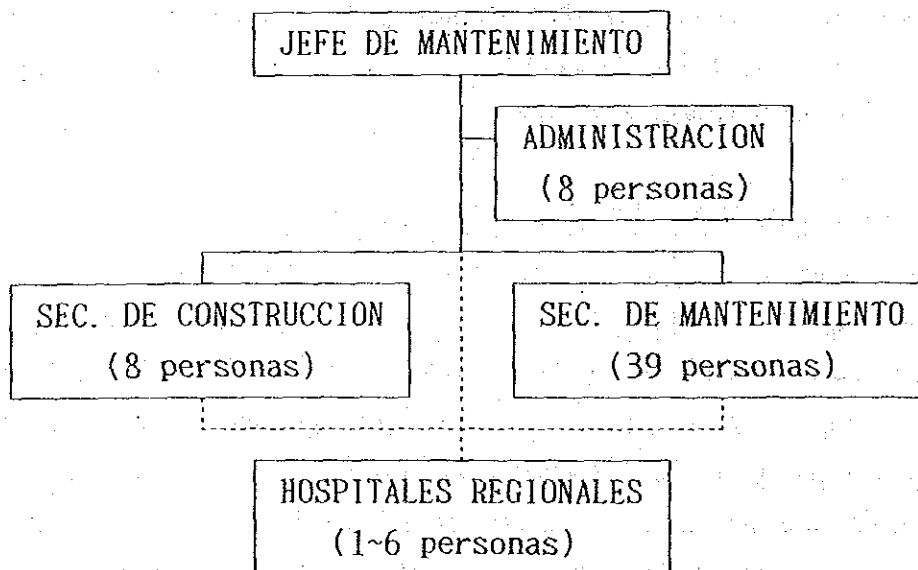 JEFE DE MANTENIMIENTO
ADMINISTRACION
(8 personas)
SEC. DE CONSTRUCCION
(8 personas)
SEC. DE MANTENIMIENTO
(39 personas)
HOSPITALES REGIONALES
(1~6 personas)